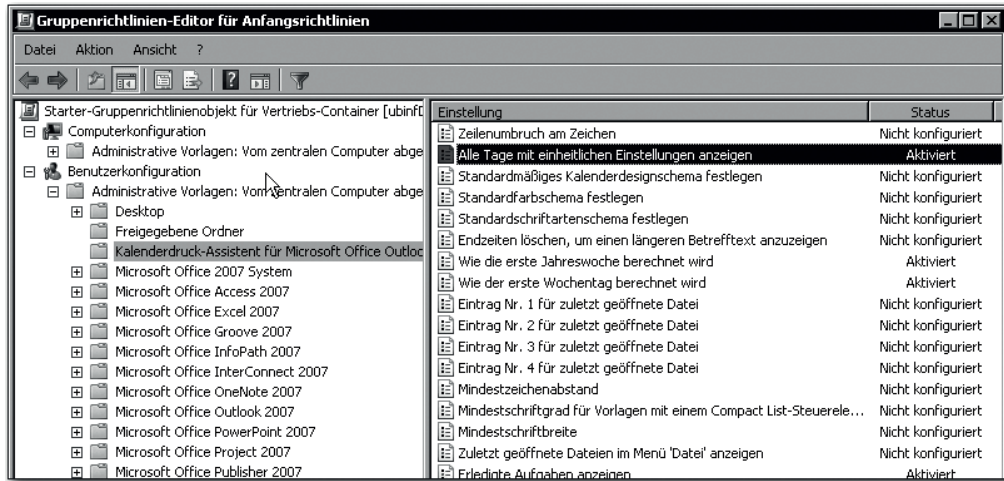 Gruppenrichtlinien-Editor für Anfangsrichtlinien
Datei Aktion Ansicht ?
Starter-Gruppenrichtlinienobjekt für Vertriebs-Container [ubinf
Computerkonfiguration
Administrative Vorlagen: Vom zentralen Computer abge
Benutzerkonfiguration
Administrative Vorlagen: Vom zentralen Computer abge
Desktop
Freigegebene Ordner
Kalenderdruck-Assistent für Microsoft Office Outloo
Microsoft Office 2007 System
Microsoft Office Access 2007
Microsoft Office Excel 2007
Microsoft Office Groove 2007
Microsoft Office InfoPath 2007
Microsoft Office InterConnect 2007
Microsoft Office OneNote 2007
Microsoft Office Outlook 2007
Microsoft Office PowerPoint 2007
Microsoft Office Project 2007
Microsoft Office Publisher 2007
Einstellung Status
Zeilenumbruch am Zeichen Nicht konfiguriert
Alle Tage mit einheitlichen Einstellungen anzeigen Aktiviert
Standardmäßiges Kalenderdesignschema festlegen Nicht konfiguriert
Standardfarbschema festlegen Nicht konfiguriert
Standardschriftartenschema festlegen Nicht konfiguriert
Endzeiten löschen, um einen längeren Betrefftext anzuzeigen Nicht konfiguriert
Wie die erste Jahreswoche berechnet wird Aktiviert
Wie der erste Wochentag berechnet wird Aktiviert
Eintrag Nr. 1 für zuletzt geöffnete Datei Nicht konfiguriert
Eintrag Nr. 2 für zuletzt geöffnete Datei Nicht konfiguriert
Eintrag Nr. 3 für zuletzt geöffnete Datei Nicht konfiguriert
Eintrag Nr. 4 für zuletzt geöffnete Datei Nicht konfiguriert
Mindestzeichenabstand Nicht konfiguriert
Mindestschriftgrad für Vorlagen mit einem Compact List-Steuerele... Nicht konfiguriert
Mindestschriftbreite Nicht konfiguriert
Zuletzt geöffnete Dateien im Menü 'Datei' anzeigen Nicht konfiguriert
Erledigte Aufgaben anzeigen Aktiviert